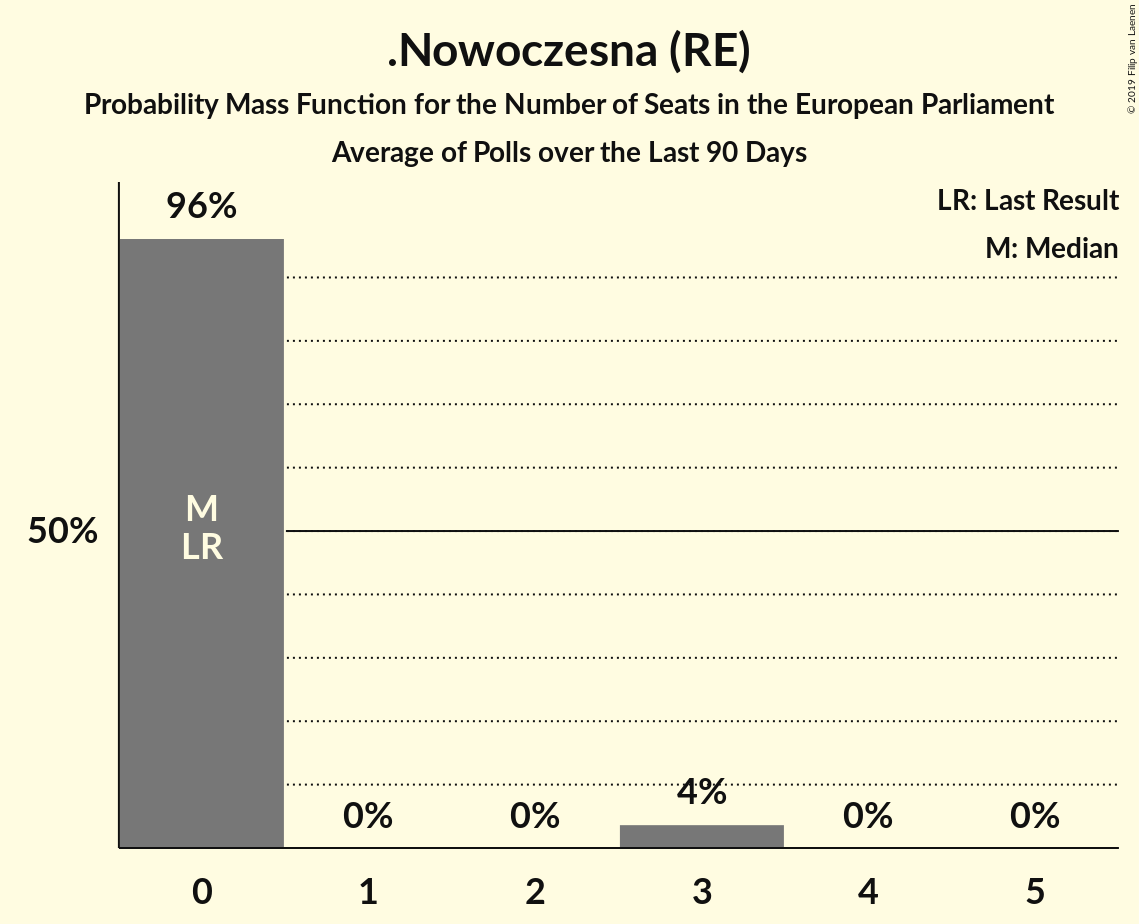 .Nowoczesna (RE)
Probability Mass Function for the Number of Seats in the European Parliament
Average of Polls over the Last 90 Days
© 2019 Filip van Laenen
LR: Last Result
M: Median
96%
M
LR
50%
0%
0%
4%
0%
0%
0
1
2
3
4
5